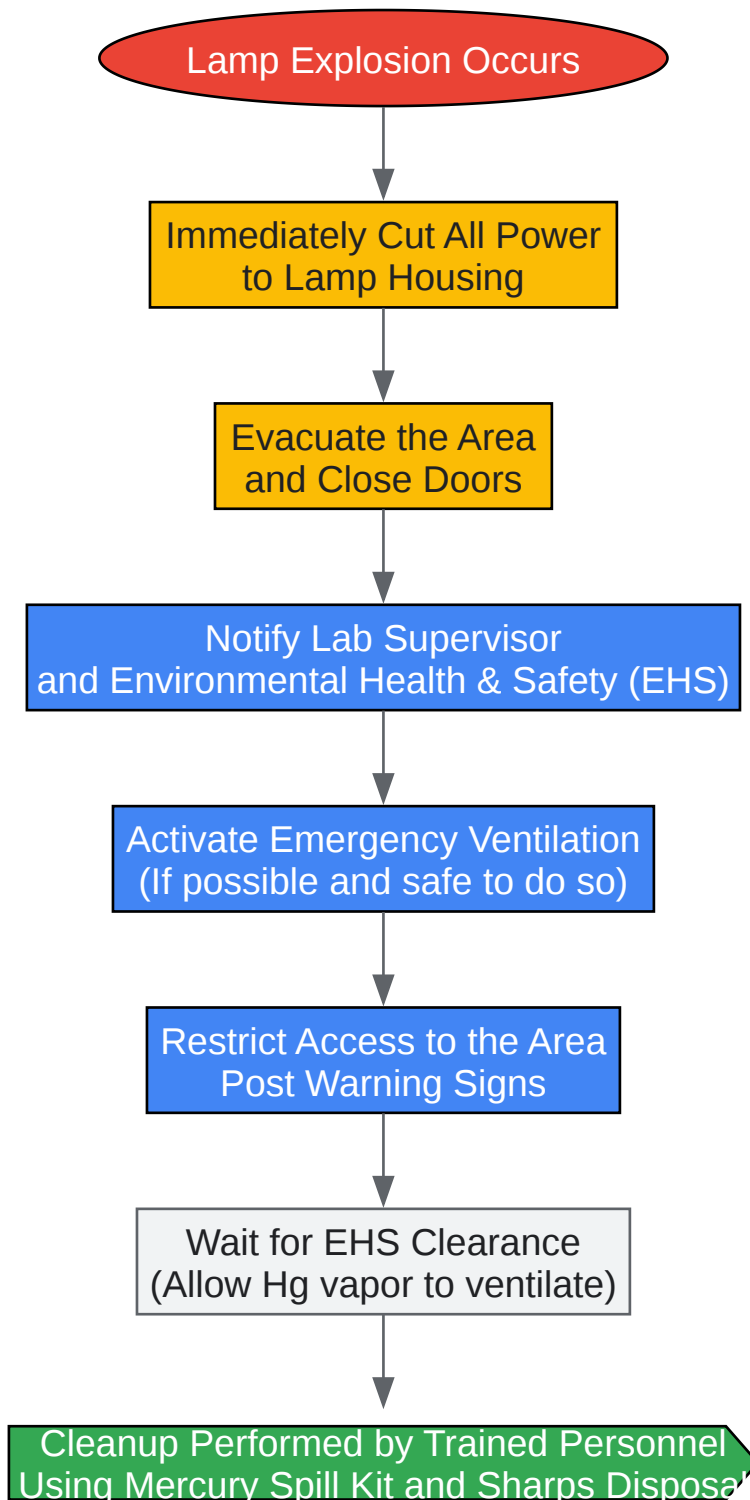 Lamp Explosion Occurs
Immediately Cut All Power
to Lamp Housing
Evacuate the Area
and Close Doors
Notify Lab Supervisor
and Environmental Health & Safety (EHS)
Activate Emergency Ventilation
(If possible and safe to do so)
Restrict Access to the Area
Post Warning Signs
Wait for EHS Clearance
(Allow Hg vapor to ventilate)
Cleanup Performed by Trained Personnel
Using Mercury Spill Kit and Sharps Disposal